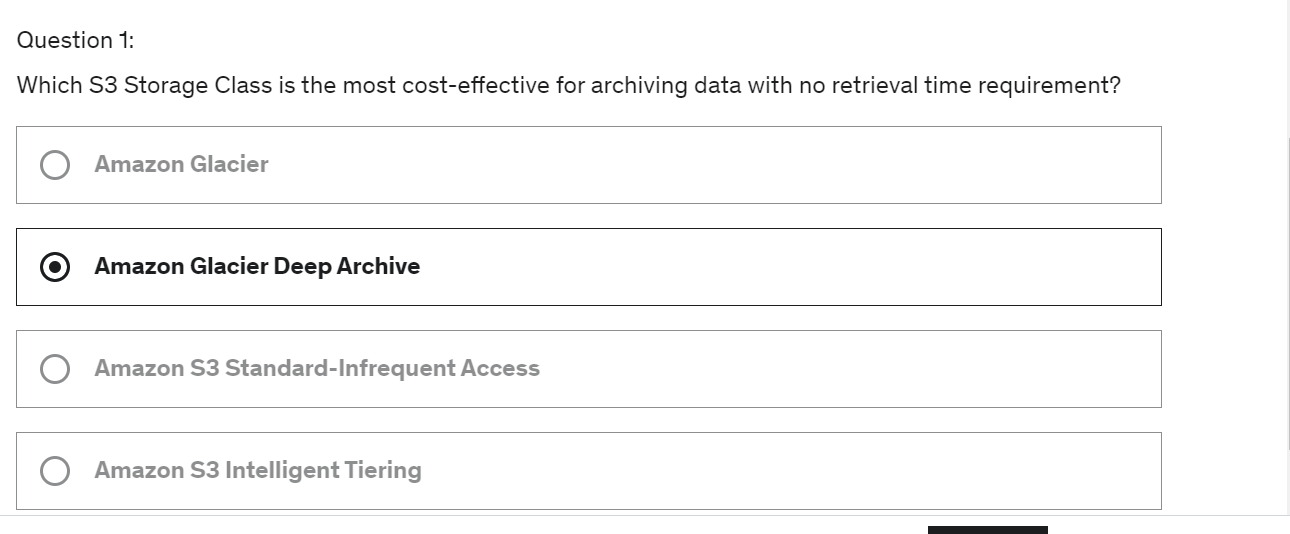 Question 1:
Which S3 Storage Class is the most cost-effective for archiving data with no retrieval time requirement?
Amazon Glacier
Amazon Glacier Deep Archive
Amazon S3 Standard-Infrequent Access
Amazon S3 Intelligent Tiering